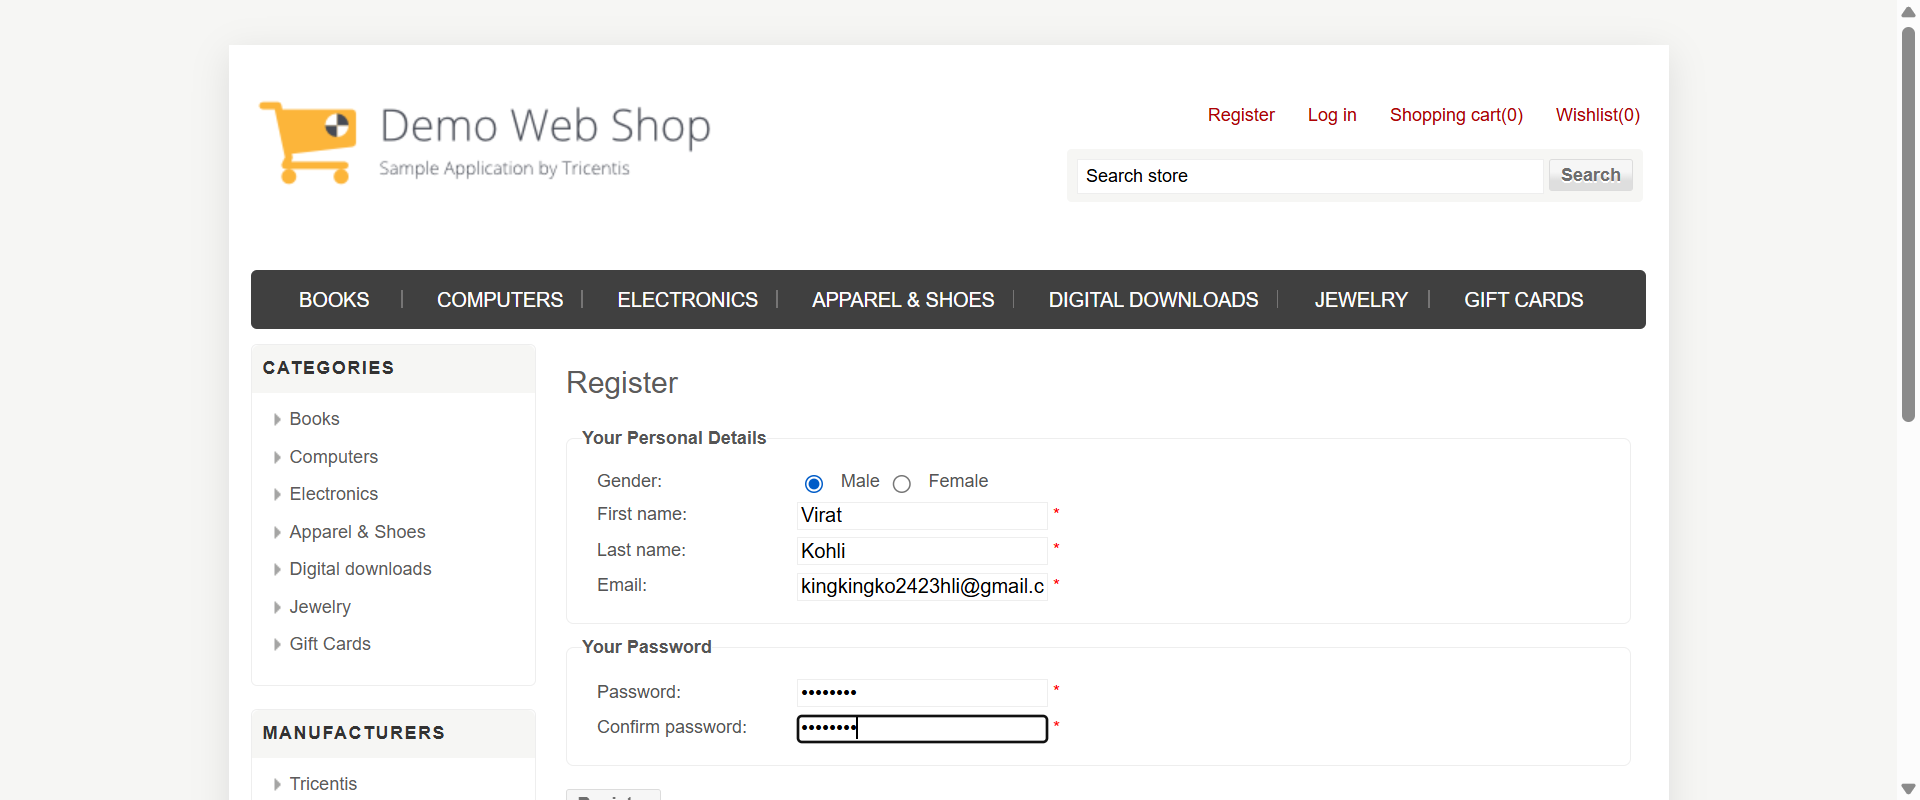 Demo Web Shop
Sample Application by Tricentis
Register Log in Shopping cart(0) Wishlist(0)
Search store Search
BOOKS COMPUTERS ELECTRONICS APPAREL & SHOES DIGITAL DOWNLOADS JEWELRY GIFT CARDS
CATEGORIES
Books
Computers
Electronics
Apparel & Shoes
Digital downloads
Jewelry
Gift Cards
MANUFACTURERS
Tricentis
Register
Your Personal Details
Gender: Male Female
First name: Virat *
Last name: Kohli *
Email: kingkingko2423hli@gmail.c *
Your Password
Password: •••••••• *
Confirm password: •••••••• *